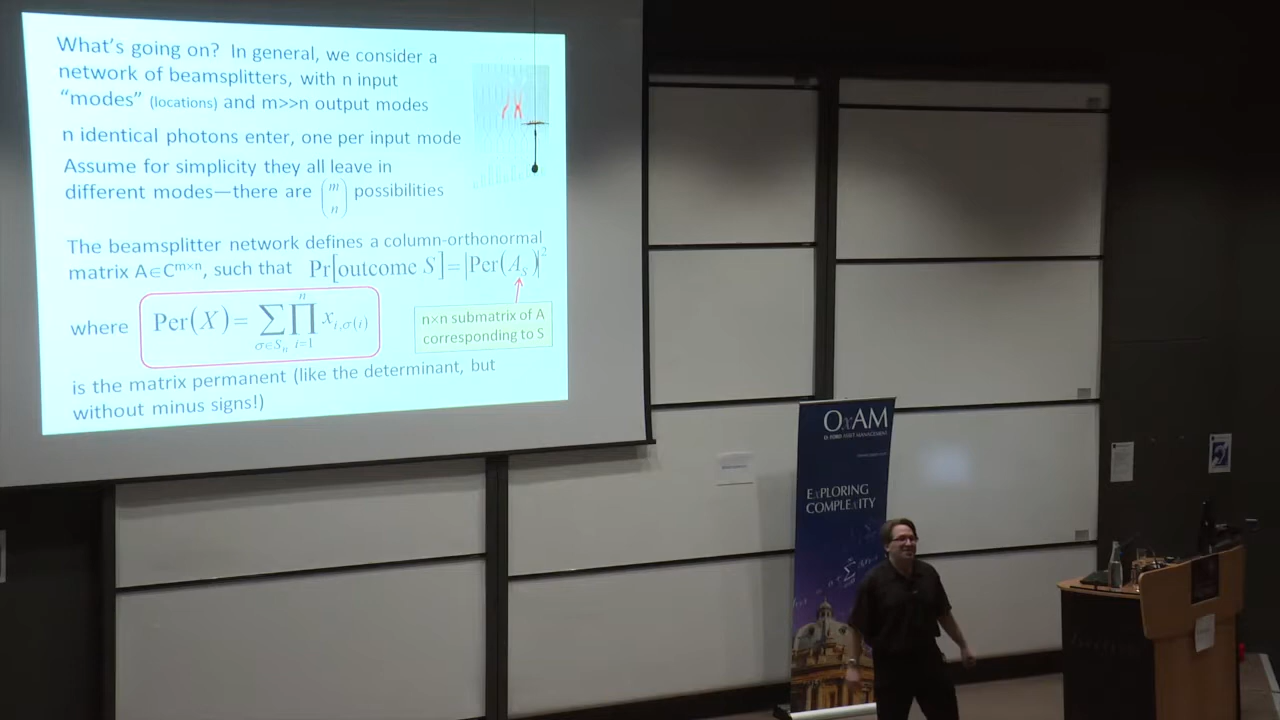 What's going on? In general, we consider a
network of beamsplitters, with n input
"modes" (locations) and m>>n output modes
n identical photons enter, one per input mode
Assume for simplicity they all leave in
different modes—there are (m n) possibilities
The beamsplitter network defines a column-orthonormal
matrix A∈C^{m×n}, such that Pr[outcome S]=|Per(A_S)|^2
n×n submatrix of A
corresponding to S
where Per(X)= ∑_{σ∈S_n} ∏_{i=1}^{n} x_{i,σ(i)}
is the matrix permanent (like the determinant, but
without minus signs!)
OxAM
OXFORD ASSET MANAGEMENT
EXPLORING
COMPLEXITY